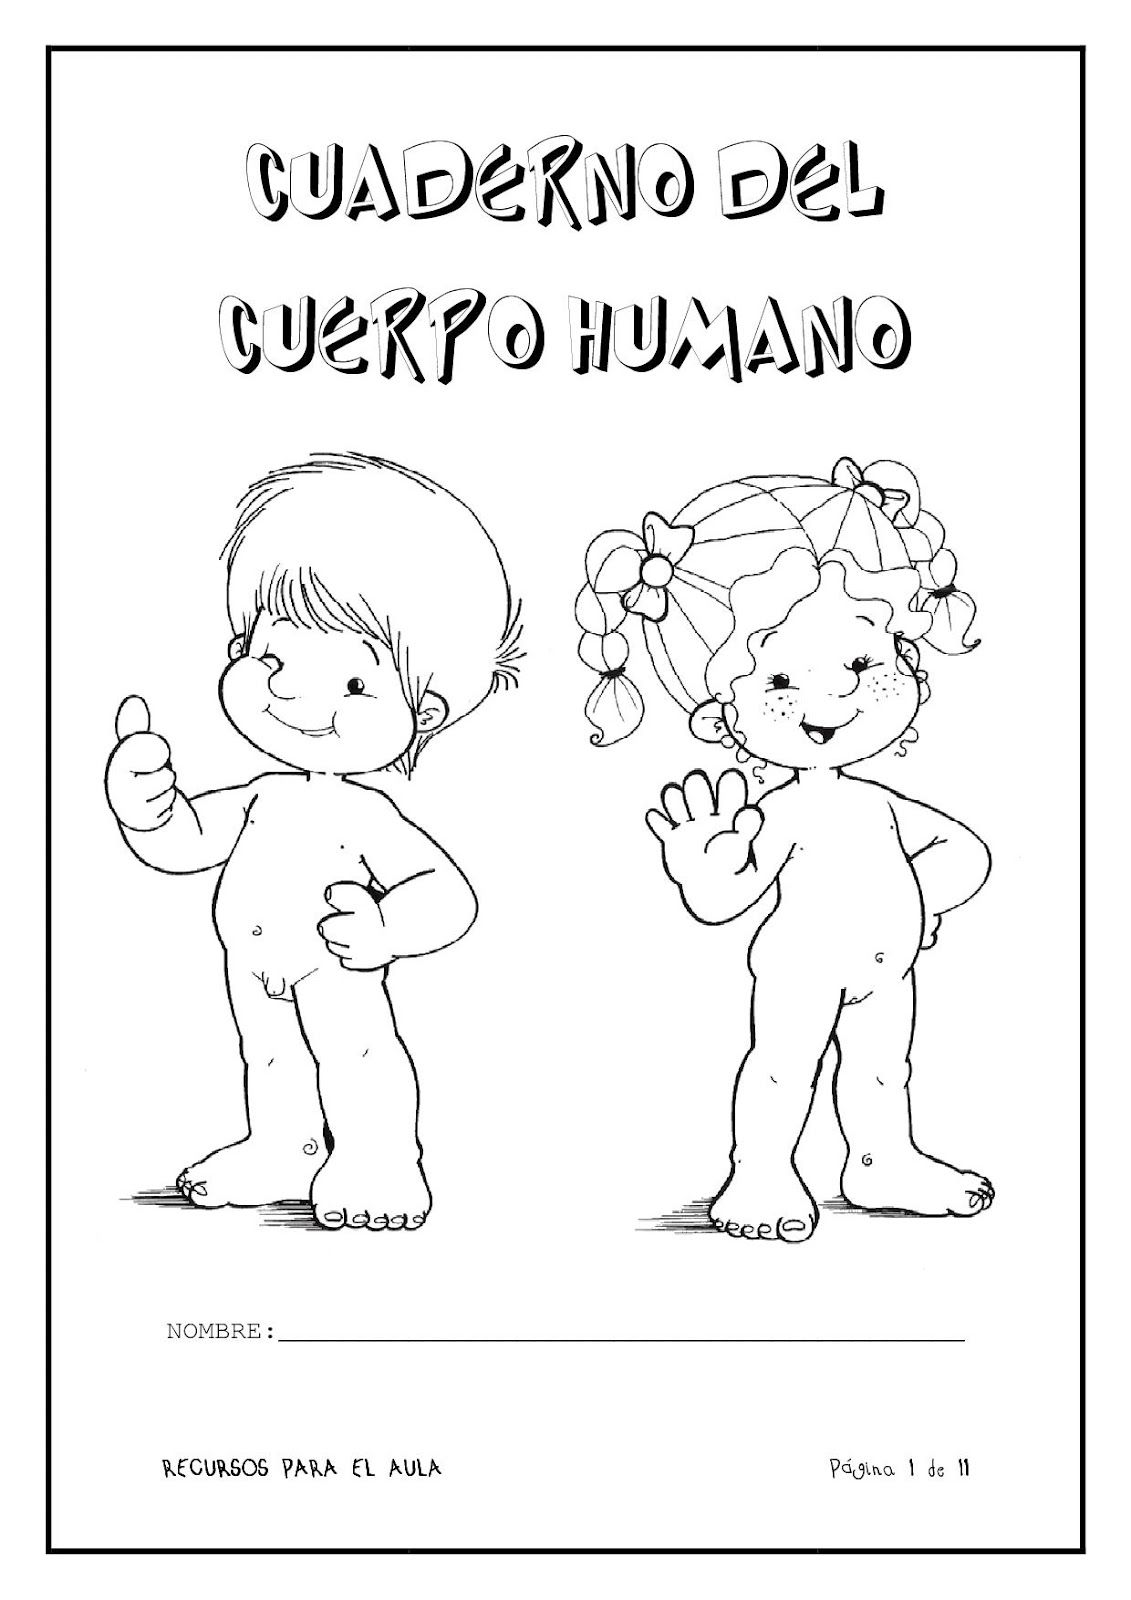 CUADERNO DEL
CUERPO HUMANO
NOMBRE:
RECURSOS PARA EL AULA
Página 1 de 11